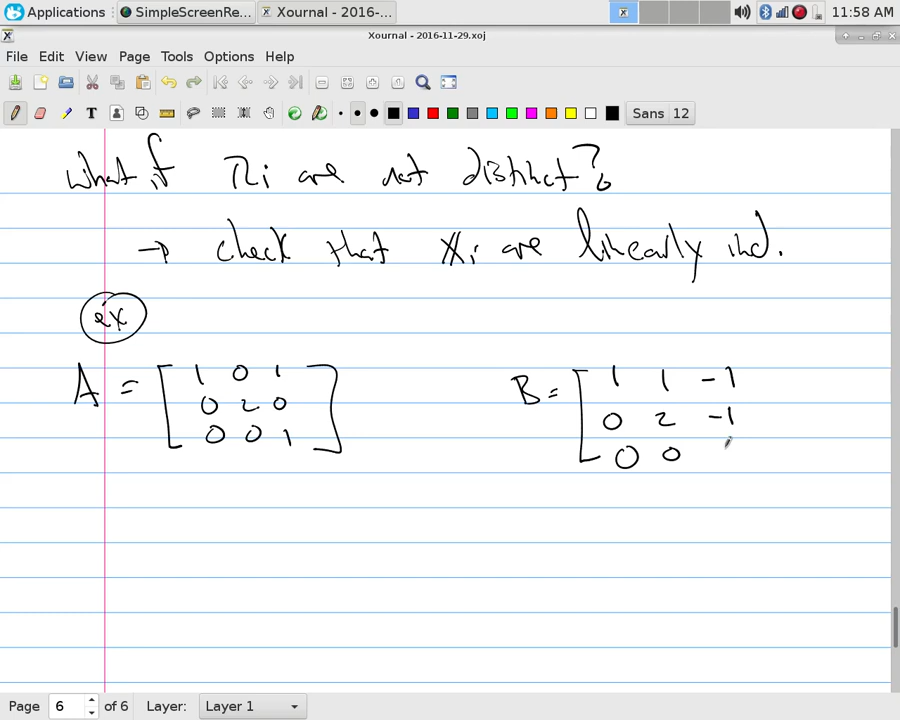 Applications SimpleScreenRe... Xournal - 2016-... 11:58 AM
Xournal - 2016-11-29.xoj
File Edit View Page Tools Options Help
Sans 12
What if λi are not distinct?
→ check that Xi are linearly ind.
ex
A = [ 1 0 1
0 2 0
0 0 1 ]
B = [ 1 1 -1
0 2 -1
0 0
Page 6 of 6 Layer: Layer 1